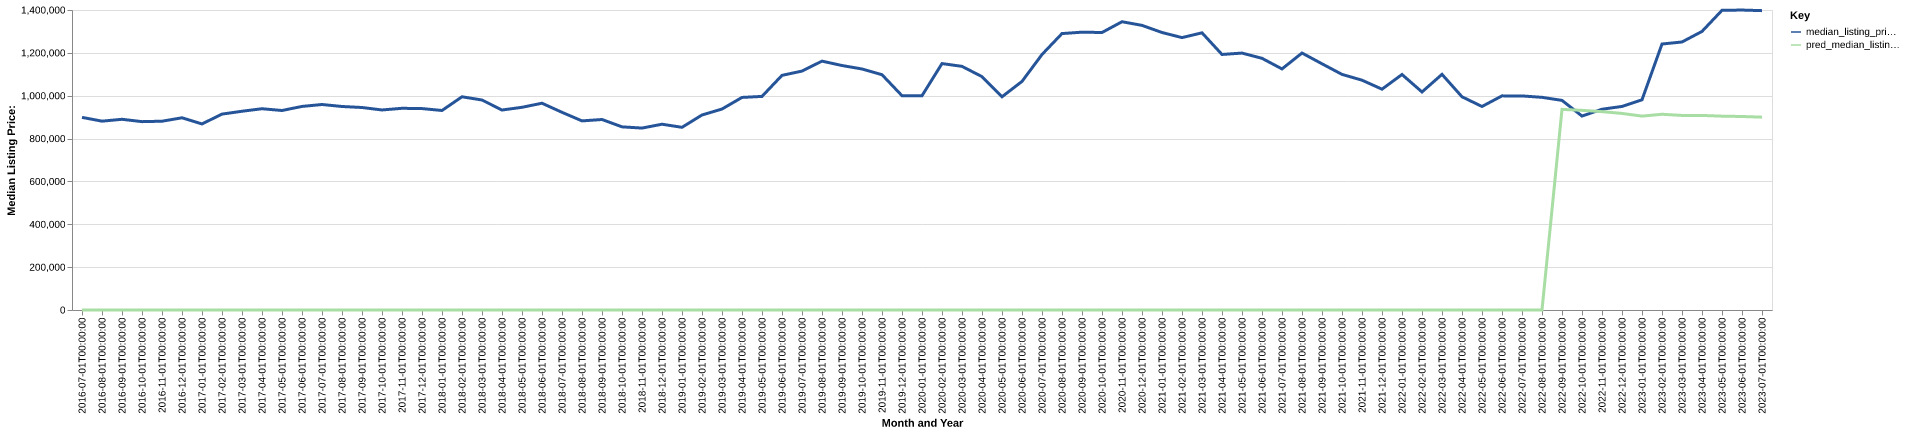 1,400,000
1,200,000
1,000,000
800,000
600,000
400,000
200,000
0
Median Listing Price:
2016-07-01T00:00:00
2016-08-01T00:00:00
2016-09-01T00:00:00
2016-10-01T00:00:00
2016-11-01T00:00:00
2016-12-01T00:00:00
2017-01-01T00:00:00
2017-02-01T00:00:00
2017-03-01T00:00:00
2017-04-01T00:00:00
2017-05-01T00:00:00
2017-06-01T00:00:00
2017-07-01T00:00:00
2017-08-01T00:00:00
2017-09-01T00:00:00
2017-10-01T00:00:00
2017-11-01T00:00:00
2017-12-01T00:00:00
2018-01-01T00:00:00
2018-02-01T00:00:00
2018-03-01T00:00:00
2018-04-01T00:00:00
2018-05-01T00:00:00
2018-06-01T00:00:00
2018-07-01T00:00:00
2018-08-01T00:00:00
2018-09-01T00:00:00
2018-10-01T00:00:00
2018-11-01T00:00:00
2018-12-01T00:00:00
2019-01-01T00:00:00
2019-02-01T00:00:00
2019-03-01T00:00:00
2019-04-01T00:00:00
2019-05-01T00:00:00
2019-06-01T00:00:00
2019-07-01T00:00:00
2019-08-01T00:00:00
2019-09-01T00:00:00
2019-10-01T00:00:00
2019-11-01T00:00:00
2019-12-01T00:00:00
2020-01-01T00:00:00
2020-02-01T00:00:00
2020-03-01T00:00:00
2020-04-01T00:00:00
2020-05-01T00:00:00
2020-06-01T00:00:00
2020-07-01T00:00:00
2020-08-01T00:00:00
2020-09-01T00:00:00
2020-10-01T00:00:00
2020-11-01T00:00:00
2020-12-01T00:00:00
2021-01-01T00:00:00
2021-02-01T00:00:00
2021-03-01T00:00:00
2021-04-01T00:00:00
2021-05-01T00:00:00
2021-06-01T00:00:00
2021-07-01T00:00:00
2021-08-01T00:00:00
2021-09-01T00:00:00
2021-10-01T00:00:00
2021-11-01T00:00:00
2021-12-01T00:00:00
2022-01-01T00:00:00
2022-02-01T00:00:00
2022-03-01T00:00:00
2022-04-01T00:00:00
2022-05-01T00:00:00
2022-06-01T00:00:00
2022-07-01T00:00:00
2022-08-01T00:00:00
2022-09-01T00:00:00
2022-10-01T00:00:00
2022-11-01T00:00:00
2022-12-01T00:00:00
2023-01-01T00:00:00
2023-02-01T00:00:00
2023-03-01T00:00:00
2023-04-01T00:00:00
2023-05-01T00:00:00
2023-06-01T00:00:00
2023-07-01T00:00:00
Month and Year
Key
median_listing_pri…
pred_median_listin…